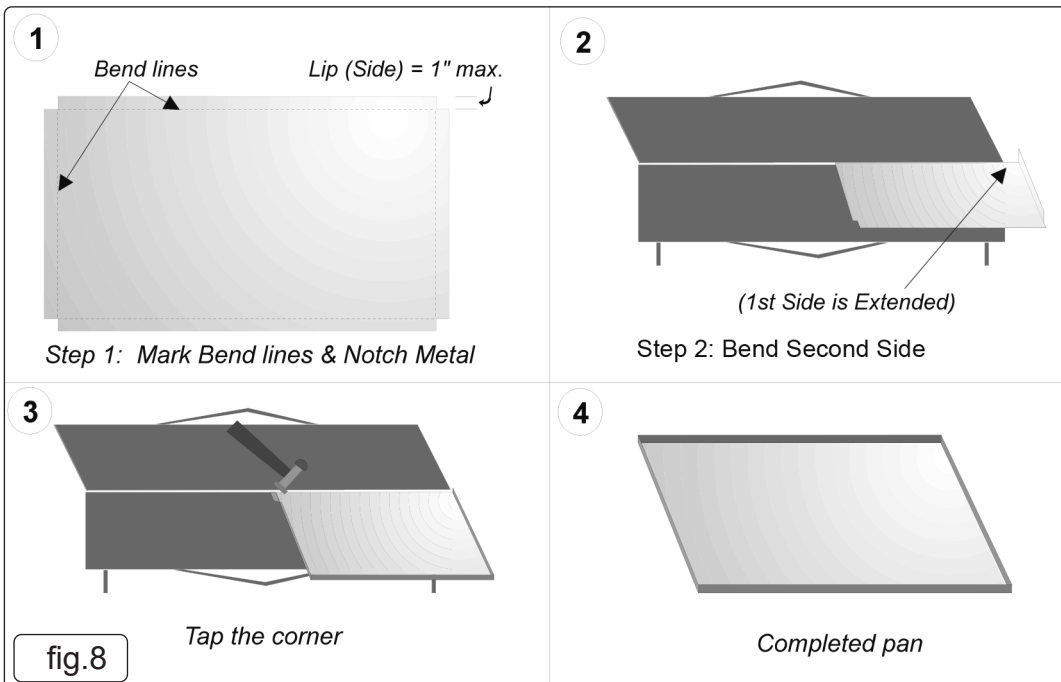 1
Bend lines
Lip (Side) = 1" max.
Step 1: Mark Bend lines & Notch Metal
2
(1st Side is Extended)
Step 2: Bend Second Side
3
Tap the corner
fig.8
4
Completed pan